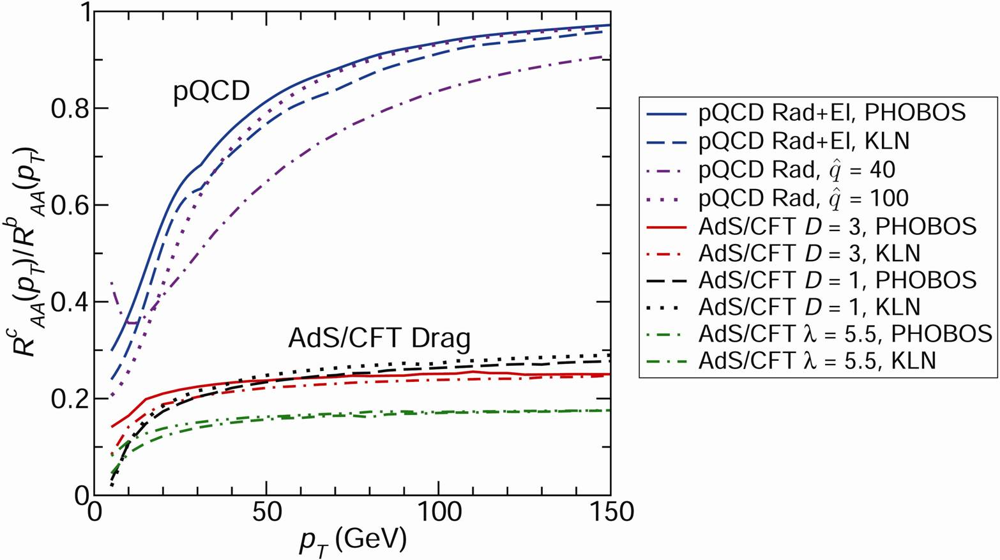 1
0.8
0.6
0.4
0.2
0
0
50
100
150
R^c_AA(p_T)/R^b_AA(p_T)
p_T (GeV)
pQCD
AdS/CFT Drag
pQCD Rad+El, PHOBOS
pQCD Rad+El, KLN
pQCD Rad, q̂ = 40
pQCD Rad, q̂ = 100
AdS/CFT D = 3, PHOBOS
AdS/CFT D = 3, KLN
AdS/CFT D = 1, PHOBOS
AdS/CFT D = 1, KLN
AdS/CFT λ = 5.5, PHOBOS
AdS/CFT λ = 5.5, KLN